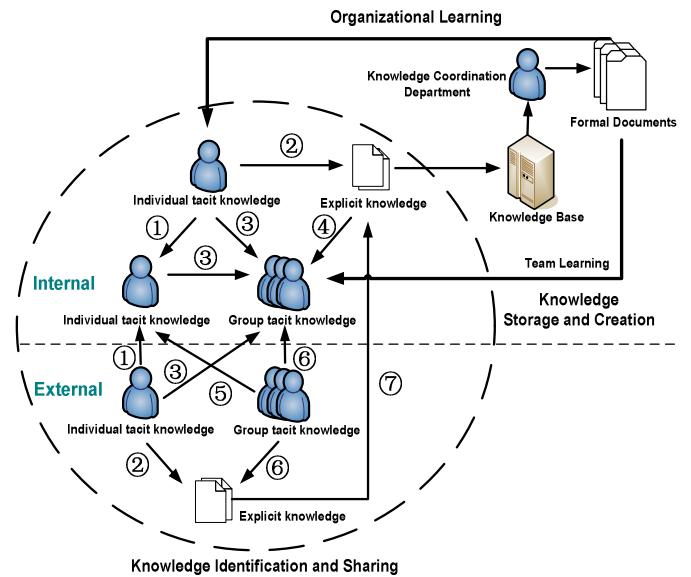 Organizational Learning
Knowledge Coordination
Department
Formal Documents
②
Individual tacit knowledge
Explicit knowledge
Knowledge Base
①
③
④
③
Team Learning
Internal
Individual tacit knowledge
Group tacit knowledge
Knowledge
Storage and Creation
①
③
⑤
⑥
⑦
External
Individual tacit knowledge
Group tacit knowledge
②
⑥
Explicit knowledge
Knowledge Identification and Sharing